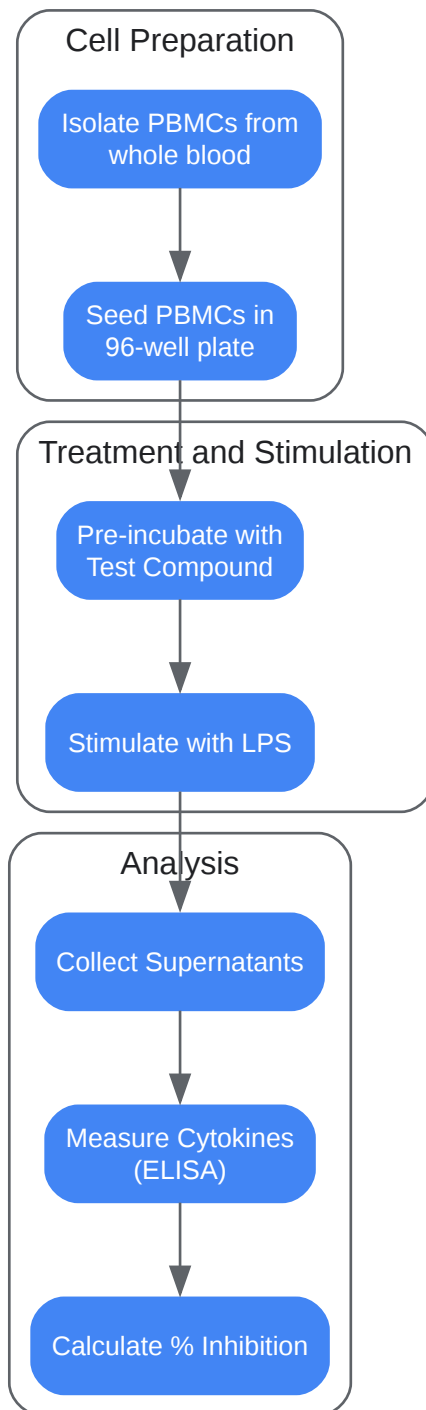 Cell Preparation
Isolate PBMCs from
whole blood
Seed PBMCs in
96-well plate
Treatment and Stimulation
Pre-incubate with
Test Compound
Stimulate with LPS
Analysis
Collect Supernatants
Measure Cytokines
(ELISA)
Calculate % Inhibition